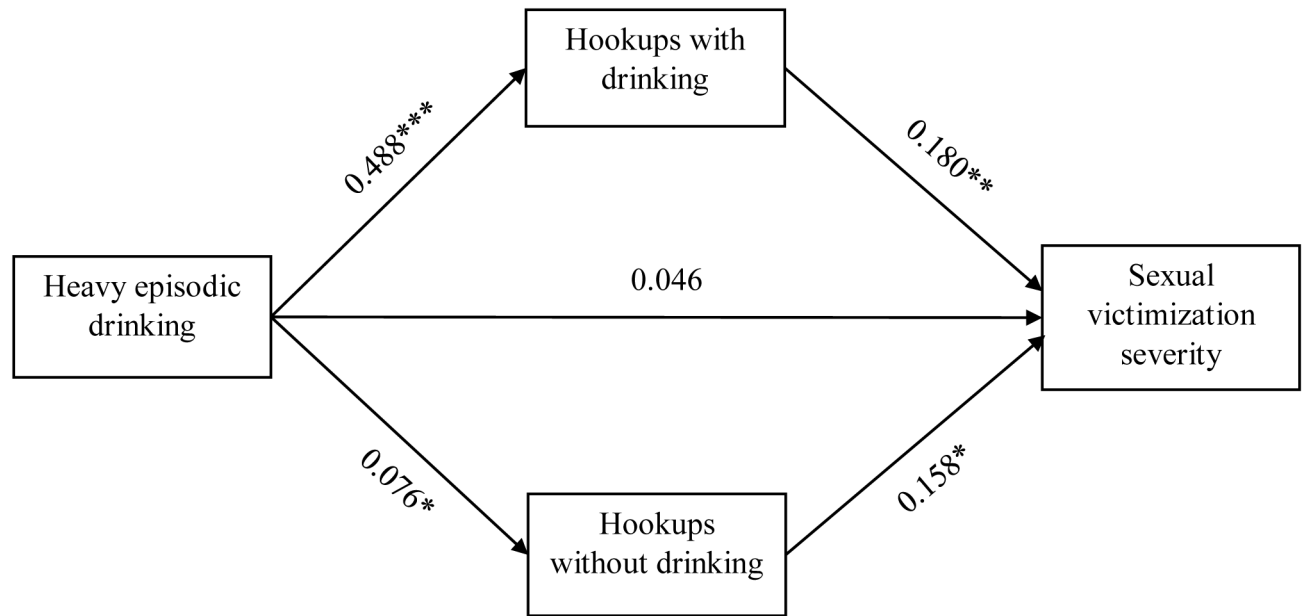 Hookups with
drinking
0.488***
0.180**
Heavy episodic
drinking
0.046
Sexual
victimization
severity
0.076*
0.158*
Hookups
without drinking